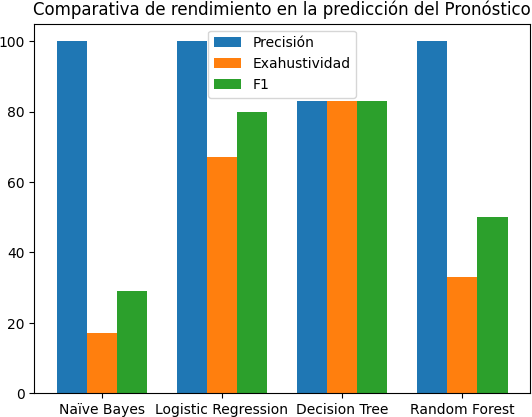 Comparativa de rendimiento en la predicción del Pronóstico
100
80
60
40
20
0
Precisión
Exahustividad
F1
Naïve Bayes
Logistic Regression
Decision Tree
Random Forest